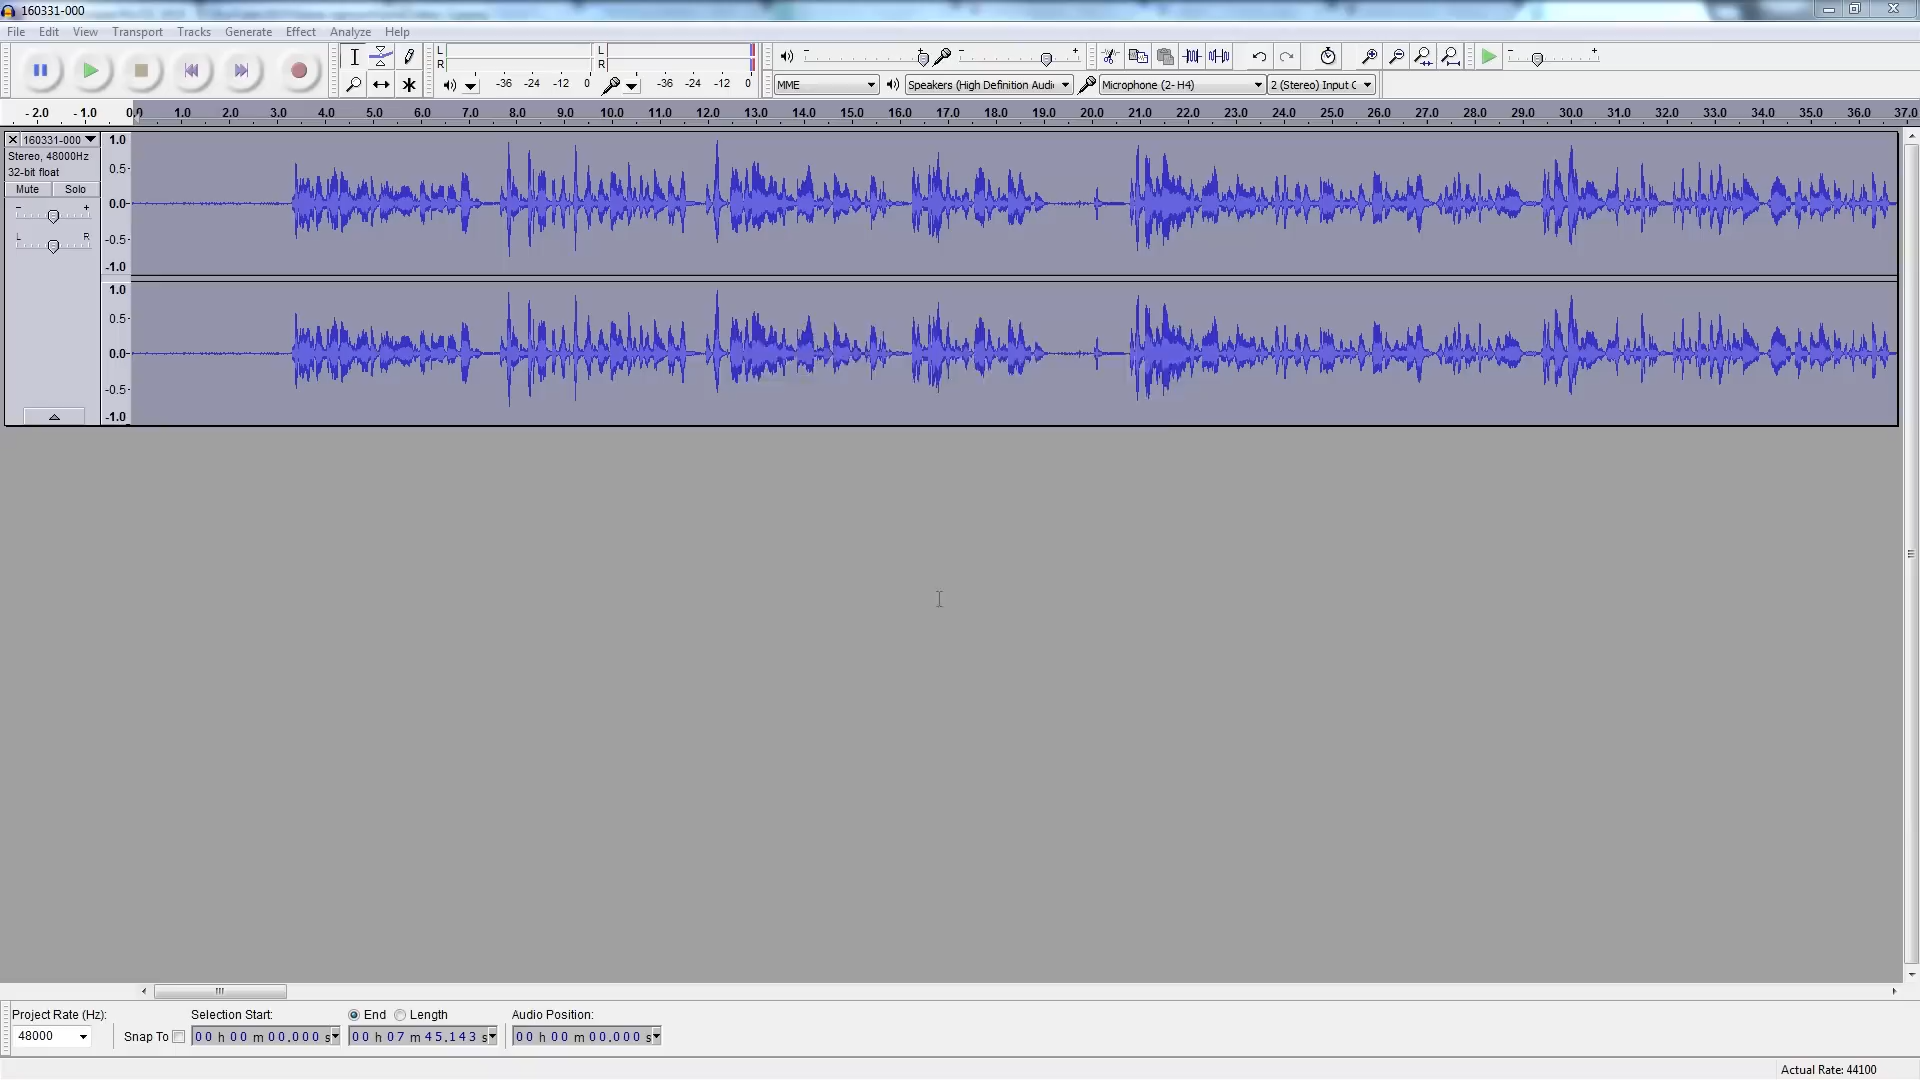 160331-000
File Edit View Transport Tracks Generate Effect Analyze Help
L
R
-36 -24 -12 0
L
R
-36 -24 -12 0
- +
- +
- +
MME
Speakers (High Definition Audi
Microphone (2- H4)
2 (Stereo) Input C
- 2.0 - 1.0 0.0 1.0 2.0 3.0 4.0 5.0 6.0 7.0 8.0 9.0 10.0 11.0 12.0 13.0 14.0 15.0 16.0 17.0 18.0 19.0 20.0 21.0 22.0 23.0 24.0 25.0 26.0 27.0 28.0 29.0 30.0 31.0 32.0 33.0 34.0 35.0 36.0 37.0
160331-000
Stereo, 48000Hz
32-bit float
Mute Solo
- +
L R
1.0
0.5-
0.0-
-0.5-
-1.0
1.0
0.5-
0.0-
-0.5-
-1.0
Project Rate (Hz):
48000
Snap To
Selection Start:
00 h 00 m 00.000 s
End Length
00 h 07 m 45.143 s
Audio Position:
00 h 00 m 00.000 s
Actual Rate: 44100